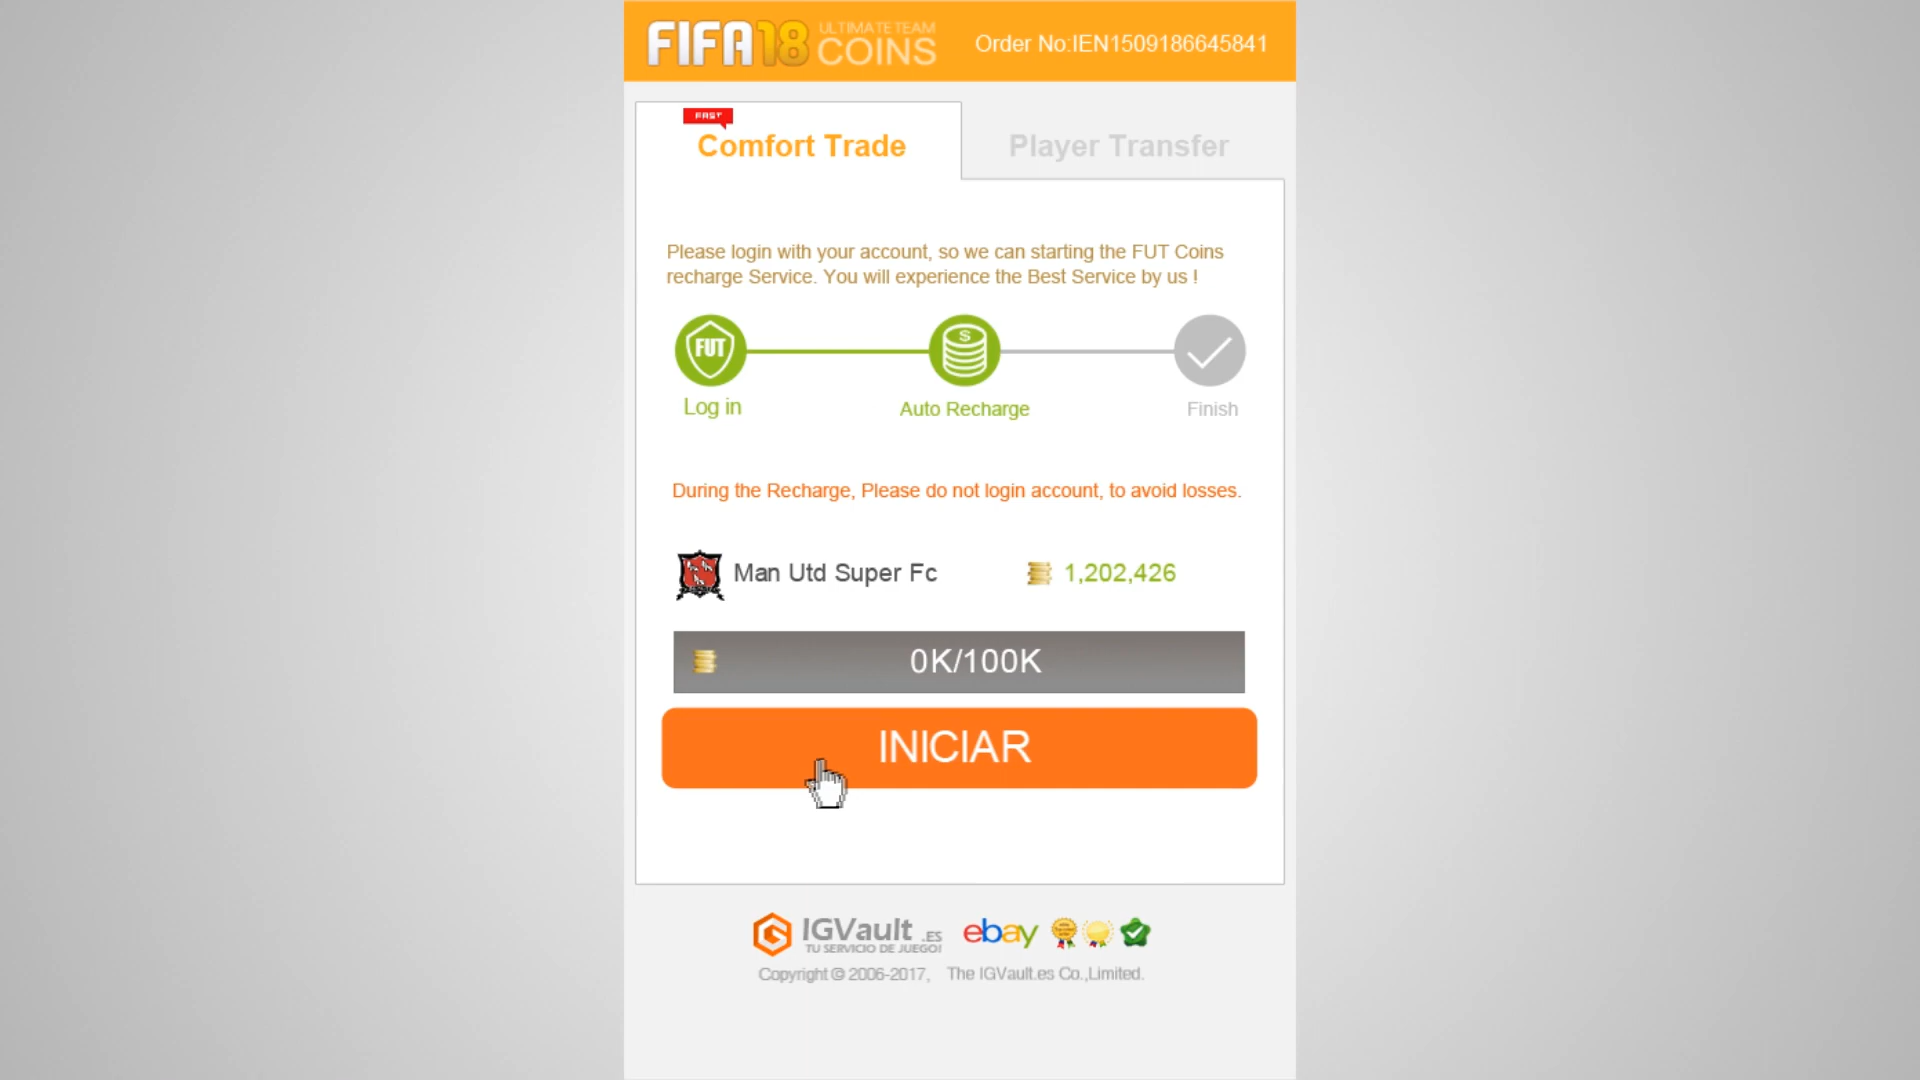 FIFA 18 ULTIMATE TEAM COINS
Order No:IEN1509186645841
FAST
Comfort Trade
Player Transfer
Please login with your account, so we can starting the FUT Coins
recharge Service. You will experience the Best Service by us !
FUT
$
Log in
Auto Recharge
Finish
During the Recharge, Please do not login account, to avoid losses.
Man Utd Super Fc
1,202,426
0K/100K
INICIAR
IGVault .ES
TU SERVICIO DE JUEGO!
ebay
Copyright © 2006-2017, The IGVault.es Co.,Limited.